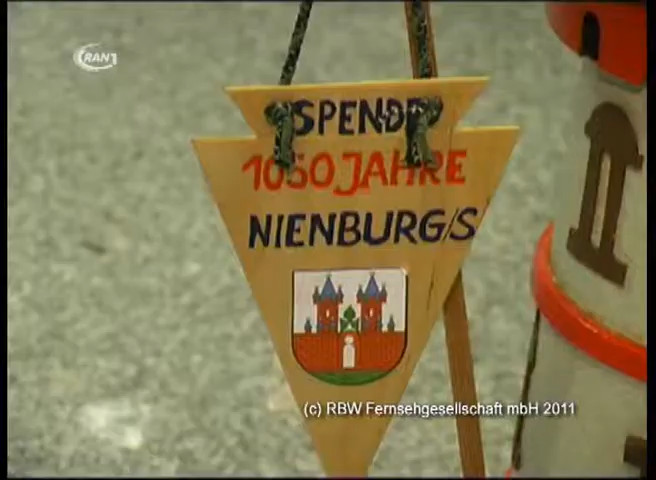 RAN1
SPENDE
1050 JAHRE
NIENBURG/S
(c) RBW Fernsehgesellschaft mbH 2011